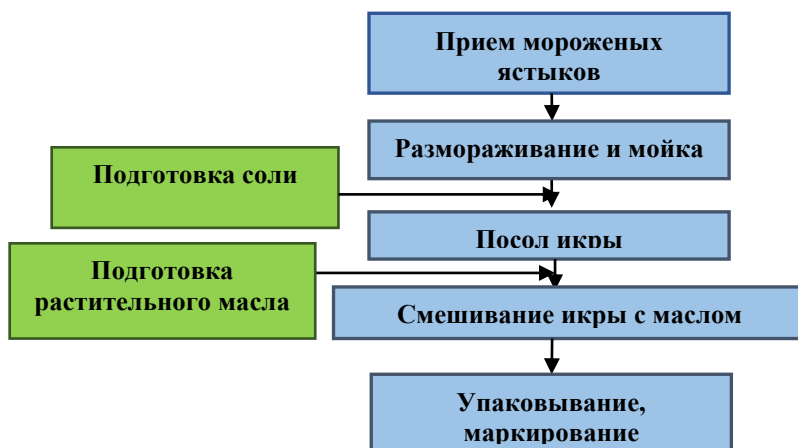 Прием мороженых
ястыков
Размораживание и мойка
Подготовка соли
Посол икры
Подготовка
растительного масла
Смешивание икры с маслом
Упаковывание,
маркирование